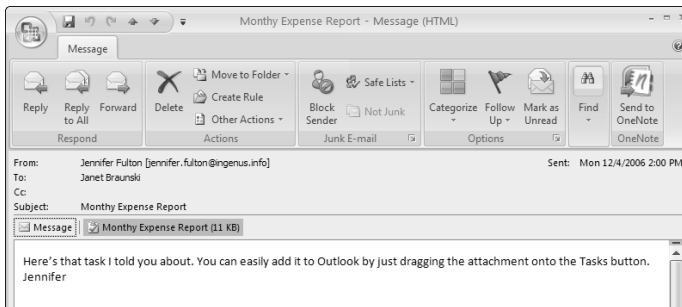 Monthy Expense Report - Message (HTML)
Message
Reply
Reply to All
Forward
Delete
Move to Folder
Create Rule
Other Actions
Block Sender
Safe Lists
Not Junk
Categorize
Follow Up
Mark as Unread
Find
Send to OneNote
Respond
Actions
Junk E-mail
Options
OneNote
From: Jennifer Fulton [jennifer.fulton@ingenus.info] Sent: Mon 12/4/2006 2:00 PM
To: Janet Braunski
Cc:
Subject: Monthy Expense Report
Message Monthy Expense Report (11 KB)
Here's that task I told you about. You can easily add it to Outlook by just dragging the attachment onto the Tasks button.
Jennifer